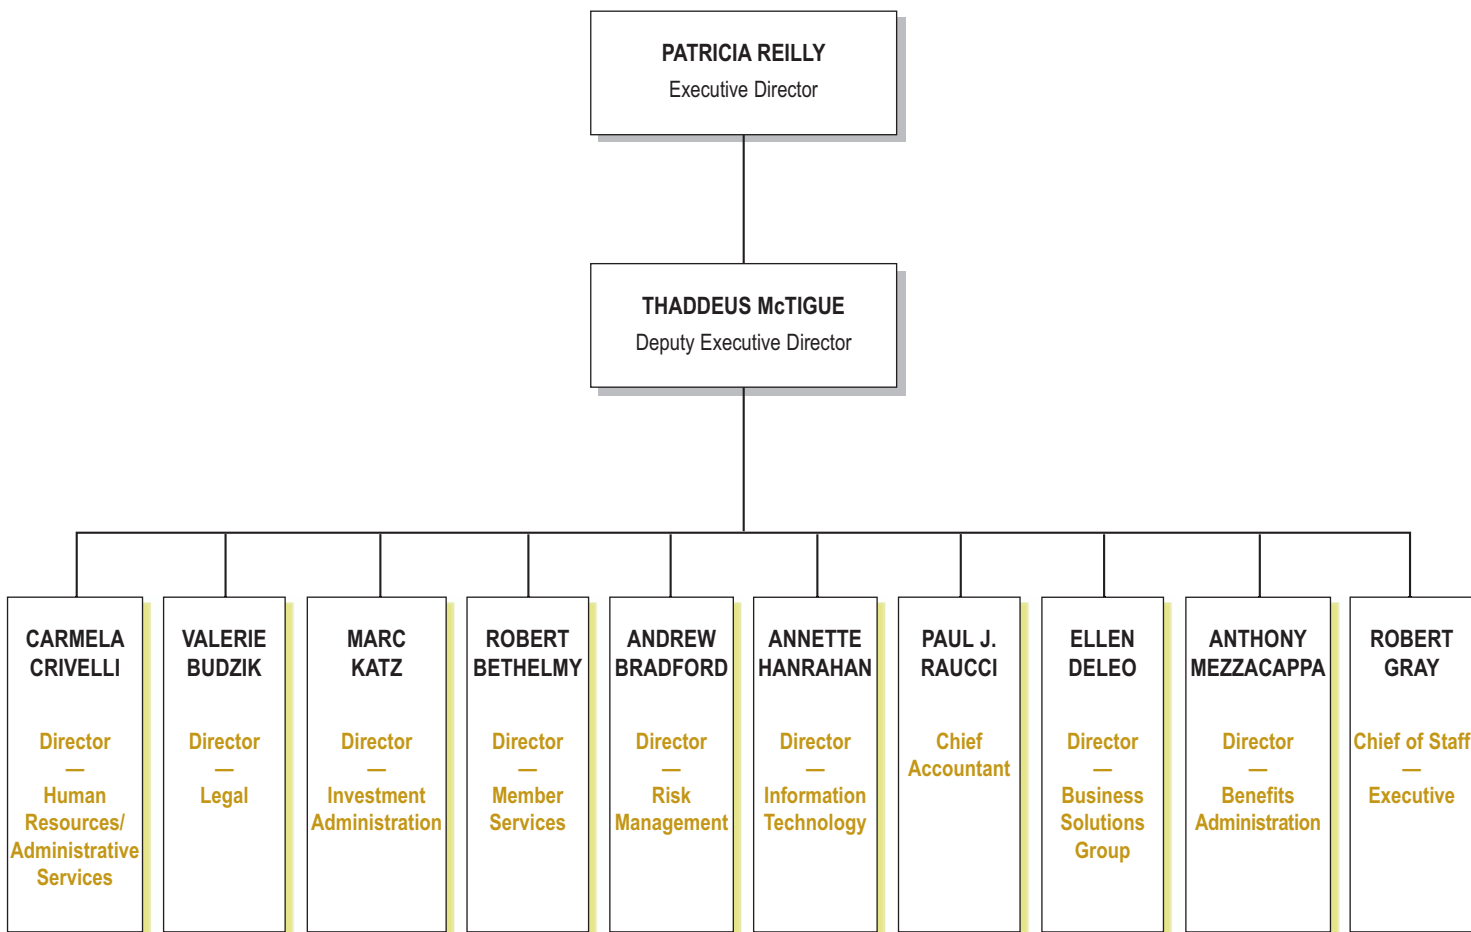 PATRICIA REILLY
Executive Director
THADDEUS McTIGUE
Deputy Executive Director
CARMELA
CRIVELLI
Director
—
Human
Resources/
Administrative
Services
VALERIE
BUDZIK
Director
—
Legal
MARC
KATZ
Director
—
Investment
Administration
ROBERT
BETHELMY
Director
—
Member
Services
ANDREW
BRADFORD
Director
—
Risk
Management
ANNETTE
HANRAHAN
Director
—
Information
Technology
PAUL J.
RAUCCI
Chief
Accountant
ELLEN
DELEO
Director
—
Business
Solutions
Group
ANTHONY
MEZZACAPPA
Director
—
Benefits
Administration
ROBERT
GRAY
Chief of Staff
—
Executive